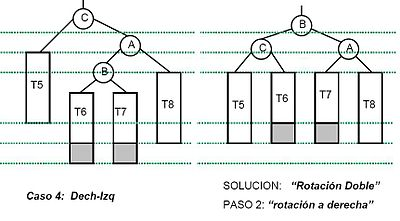 C
A
B
T5
T6
T7
T8
Caso 4: Dech-Izq
B
C
A
T5
T6
T7
T8
SOLUCION: “Rotación Doble”
PASO 2: “rotación a derecha”